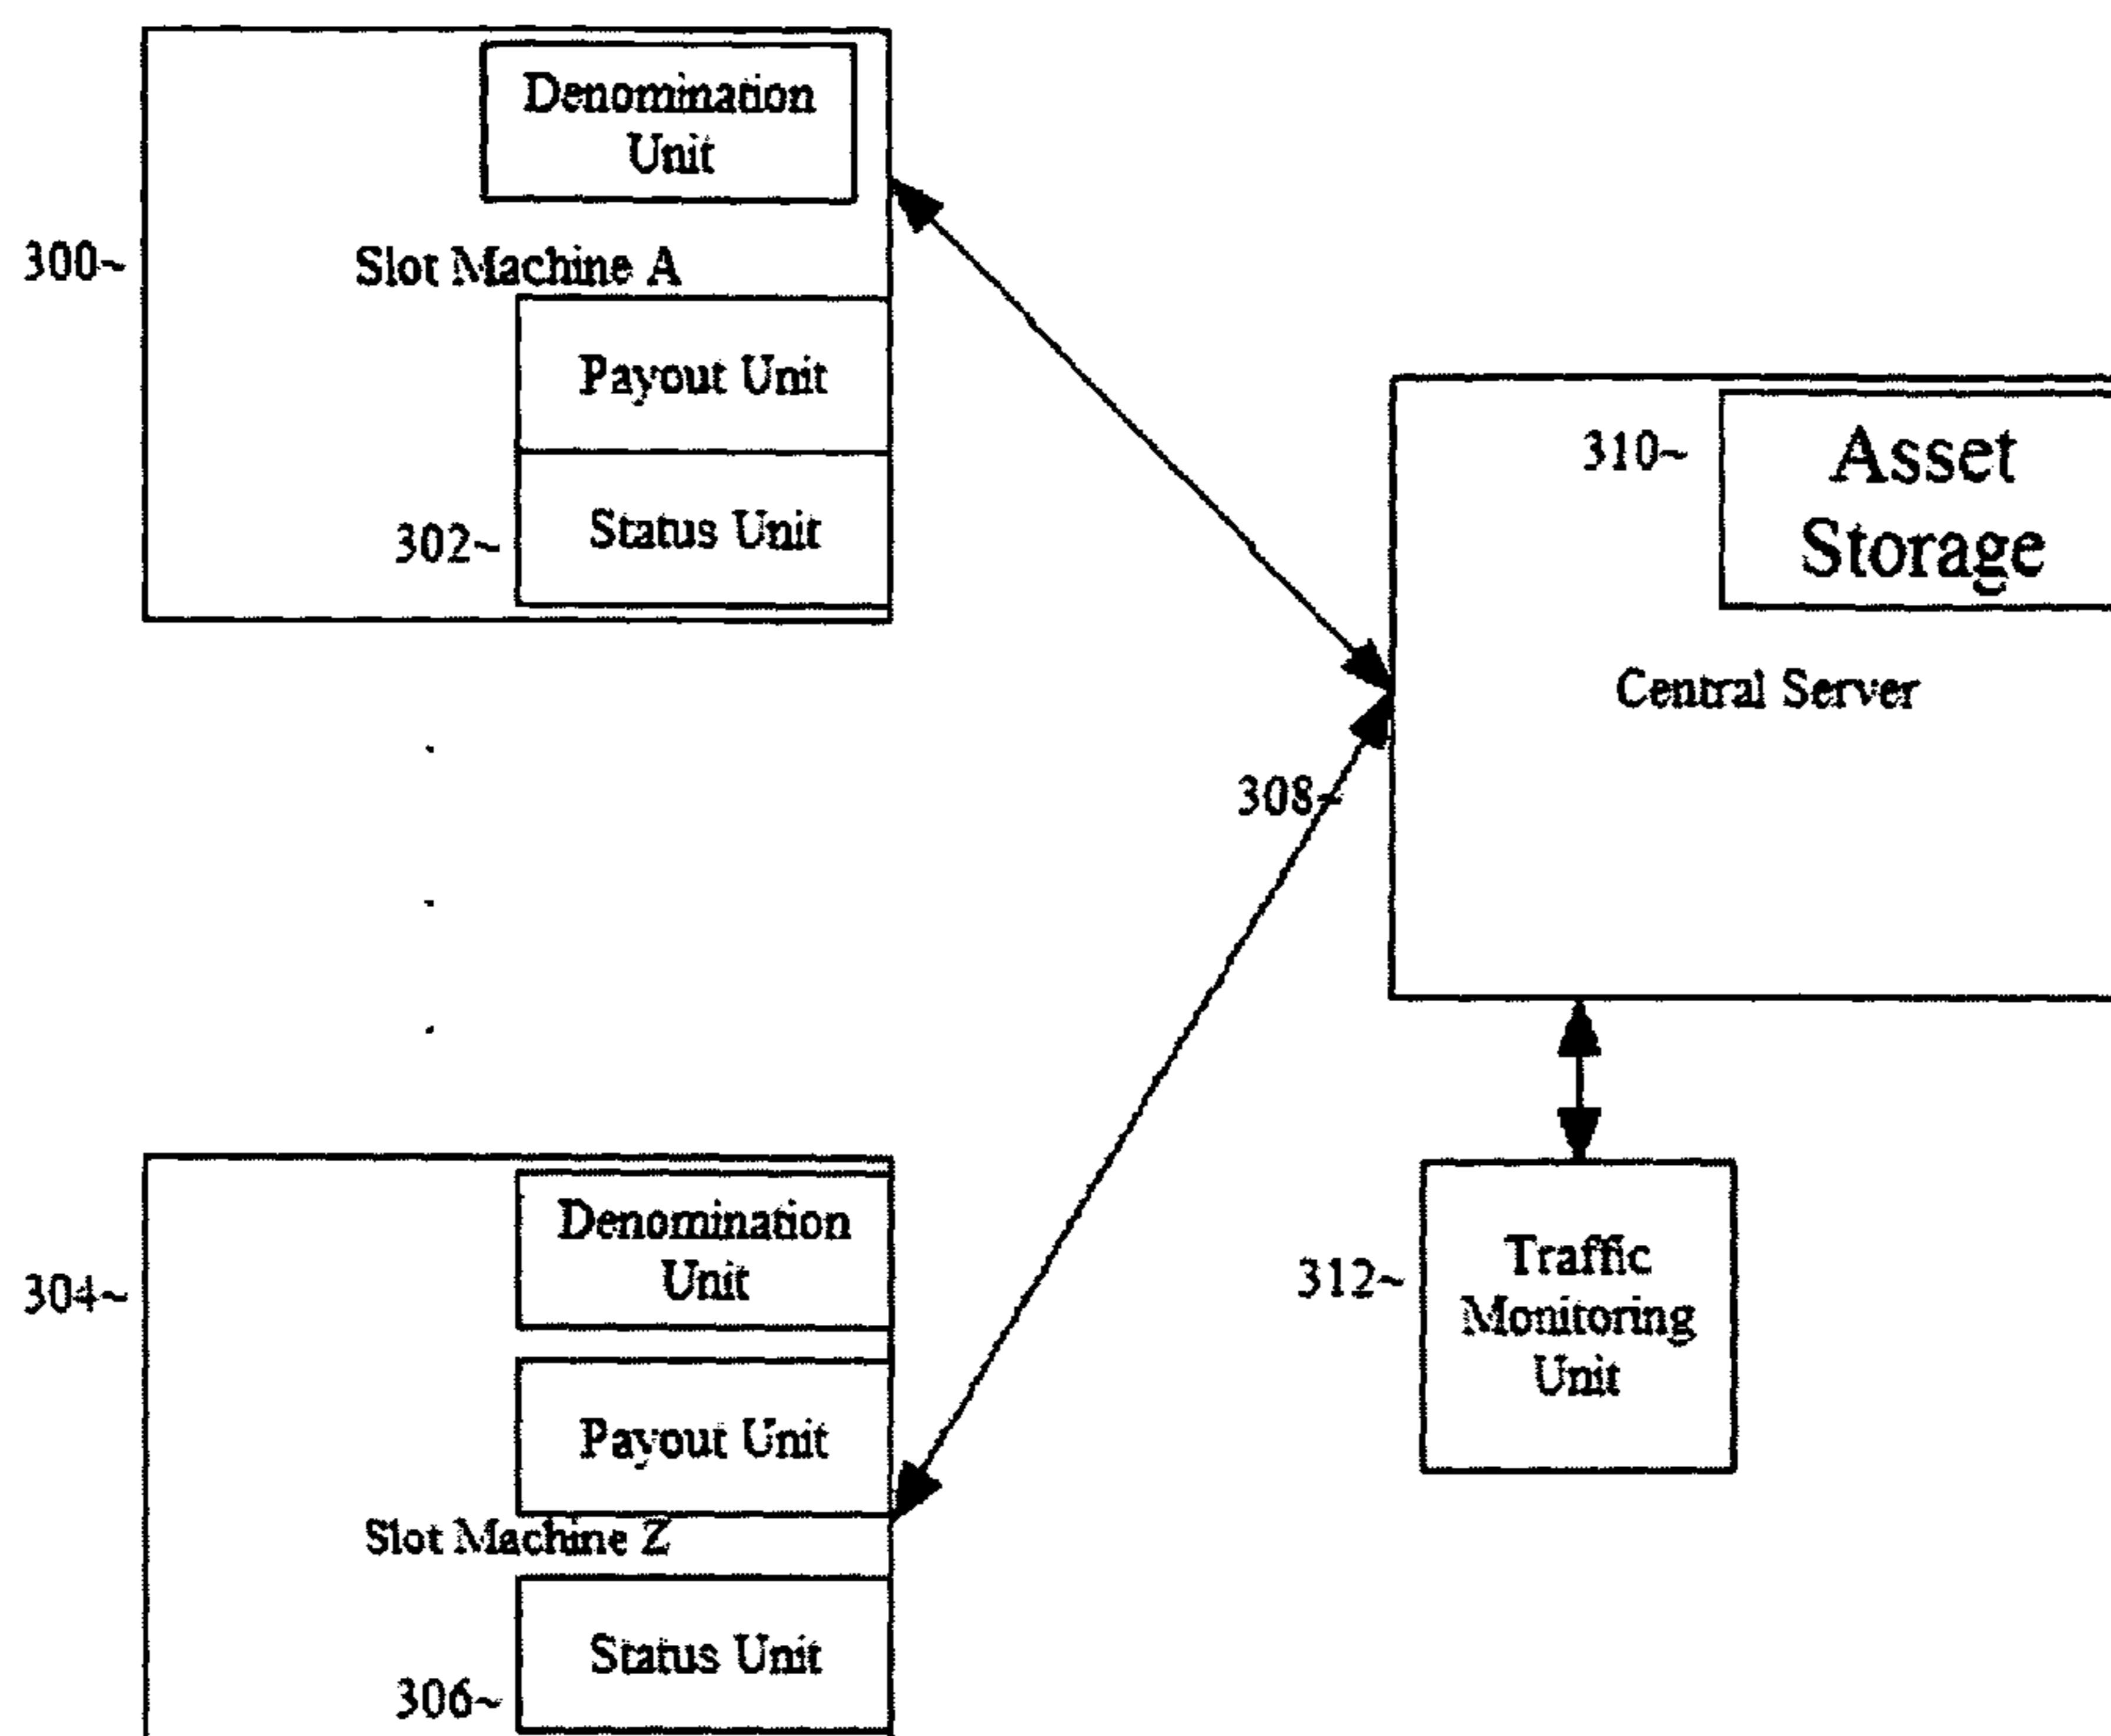 Denomination
Unit
300~
Slot Machine A
Payout Unit
302~
Status Unit
310~
Asset
Storage
Central Server
308~
Denomination
Unit
304~
Payout Unit
Slot Machine Z
Status Unit
306~
312~
Traffic
Monitoring
Unit